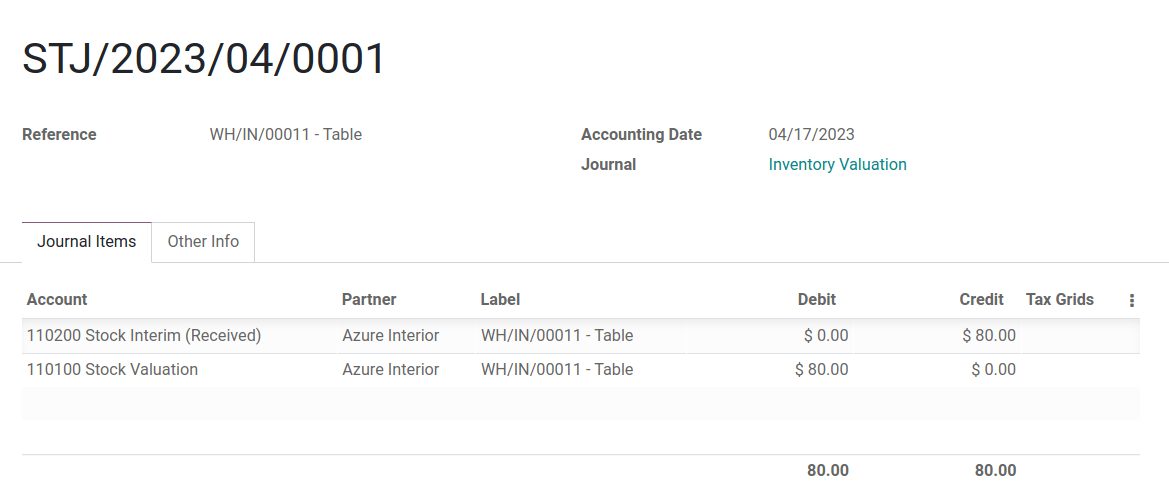 STJ/2023/04/0001
Reference WH/IN/00011 - Table Accounting Date 04/17/2023
Journal Inventory Valuation
Journal Items Other Info
Account Partner Label Debit Credit Tax Grids
110200 Stock Interim (Received) Azure Interior WH/IN/00011 - Table $ 0.00 $ 80.00
110100 Stock Valuation Azure Interior WH/IN/00011 - Table $ 80.00 $ 0.00
80.00 80.00